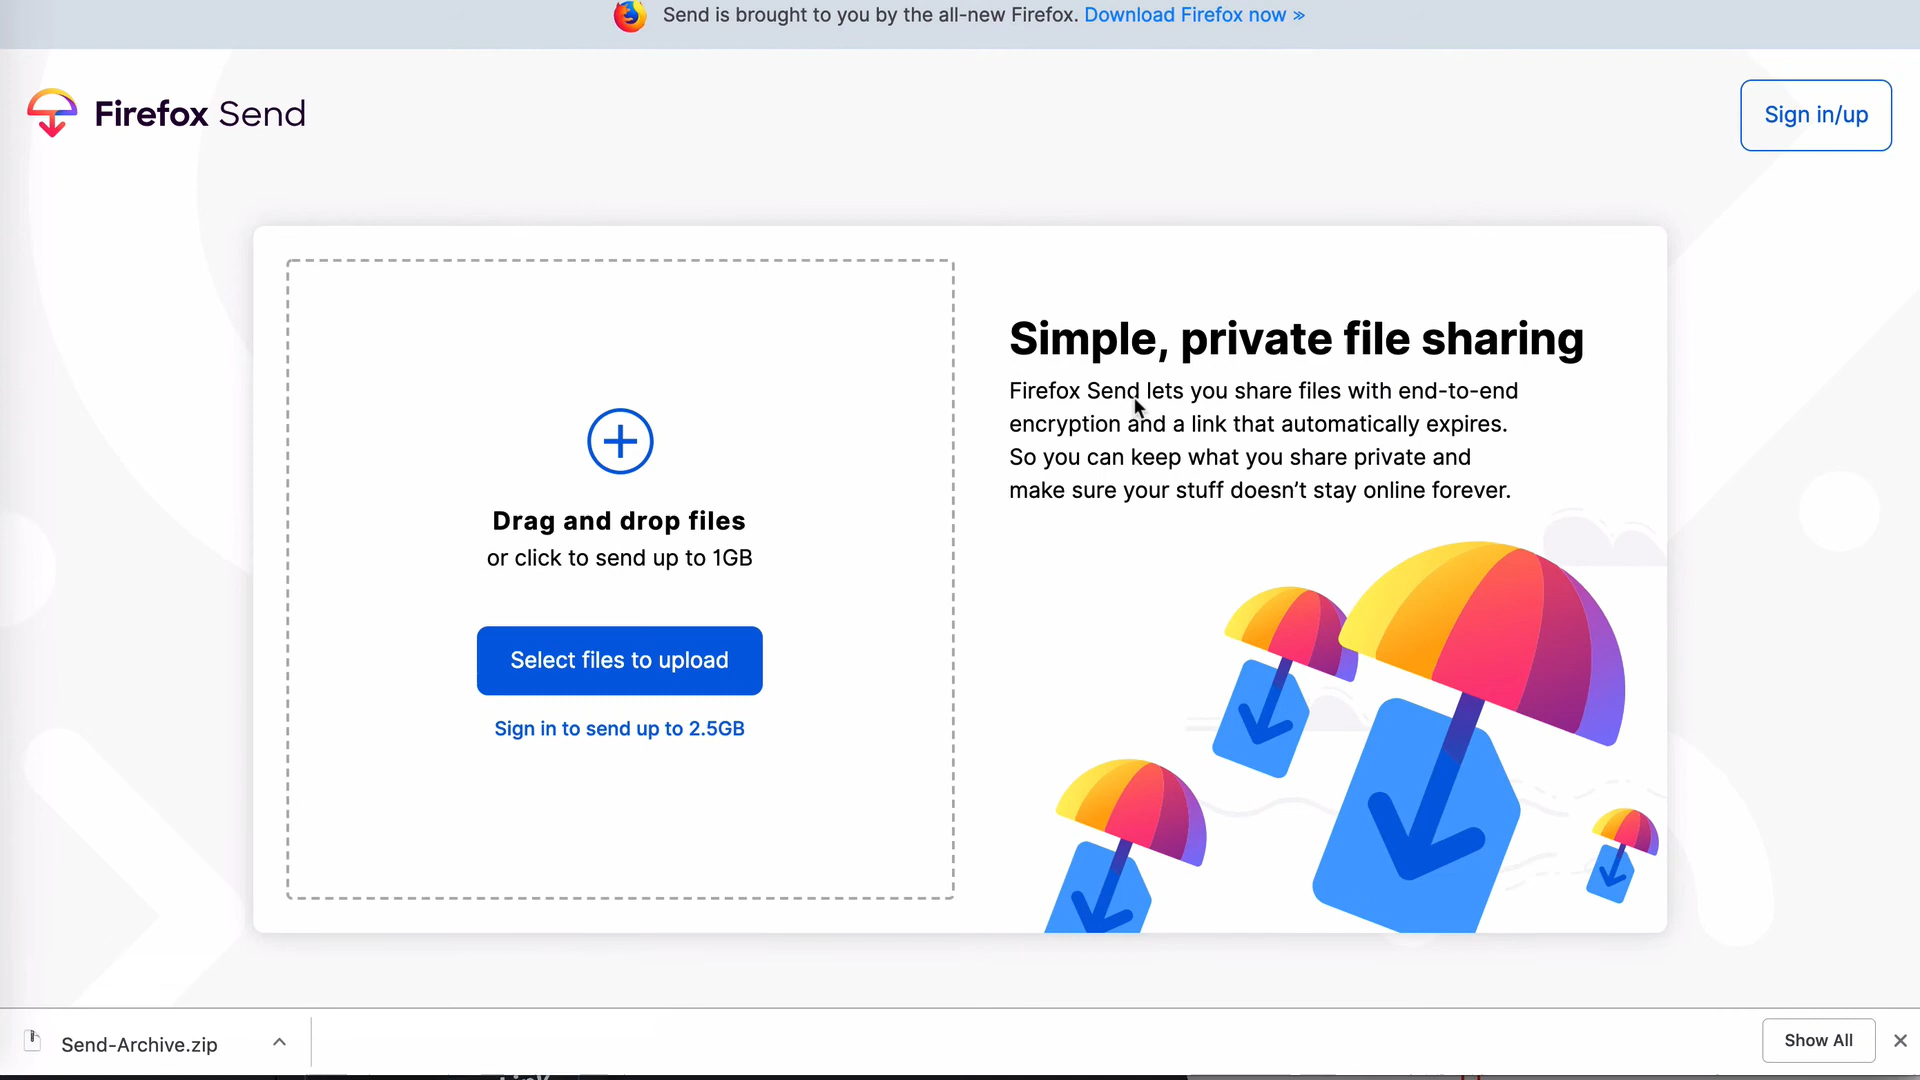 Send is brought to you by the all-new Firefox. Download Firefox now »
Firefox Send
Sign in/up
Drag and drop files
or click to send up to 1GB
Select files to upload
Sign in to send up to 2.5GB
Simple, private file sharing
Firefox Send lets you share files with end-to-end
encryption and a link that automatically expires.
So you can keep what you share private and
make sure your stuff doesn’t stay online forever.
Send-Archive.zip
Show All